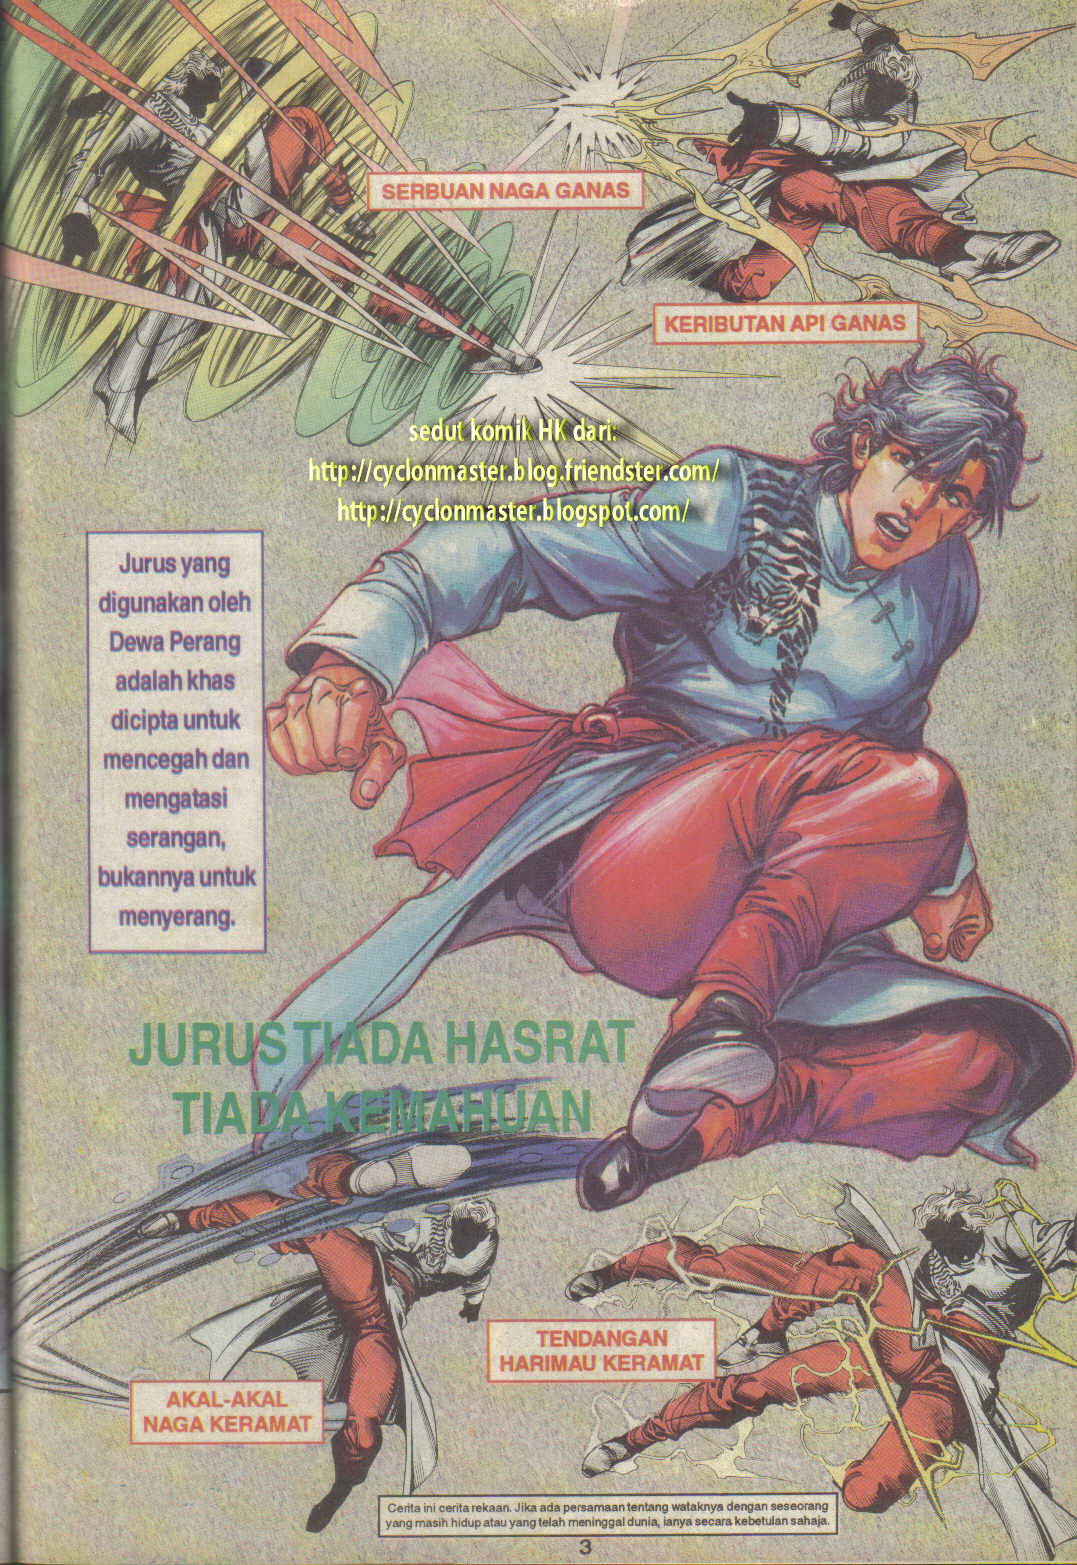 SERBUAN NAGA GANAS
KERIBUTAN API GANAS
sedut komik HK dari:
http://cyclonmaster.blog.friendster.com/
http://cyclonmaster.blogspot.com/
Jurus yang
digunakan oleh
Dewa Perang
adalah khas
dicipta untuk
mencegah dan
mengatasi
serangan,
bukannya untuk
menyerang.
JURUS TIADA HASRAT
TIADA KEMAHUAN
TENDANGAN
HARIMAU KERAMAT
AKAL-AKAL
NAGA KERAMAT
Cerita ini cerita rekaan. Jika ada persamaan tentang wataknya dengan seseorang
yang masih hidup atau yang telah meninggal dunia, ianya secara kebetulan sahaja.
3